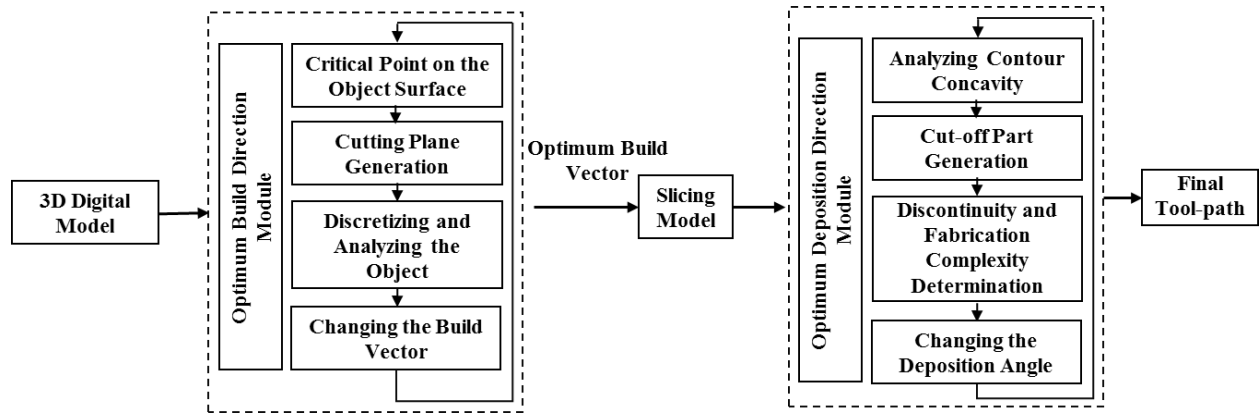 3D Digital
Model
Optimum Build Direction
Module
Critical Point on the
Object Surface
Cutting Plane
Generation
Discretizing and
Analyzing the
Object
Changing the Build
Vector
Optimum Build
Vector
Slicing
Model
Optimum Deposition Direction
Module
Analyzing Contour
Concavity
Cut-off Part
Generation
Discontinuity and
Fabrication
Complexity
Determination
Changing the
Deposition Angle
Final
Tool-path